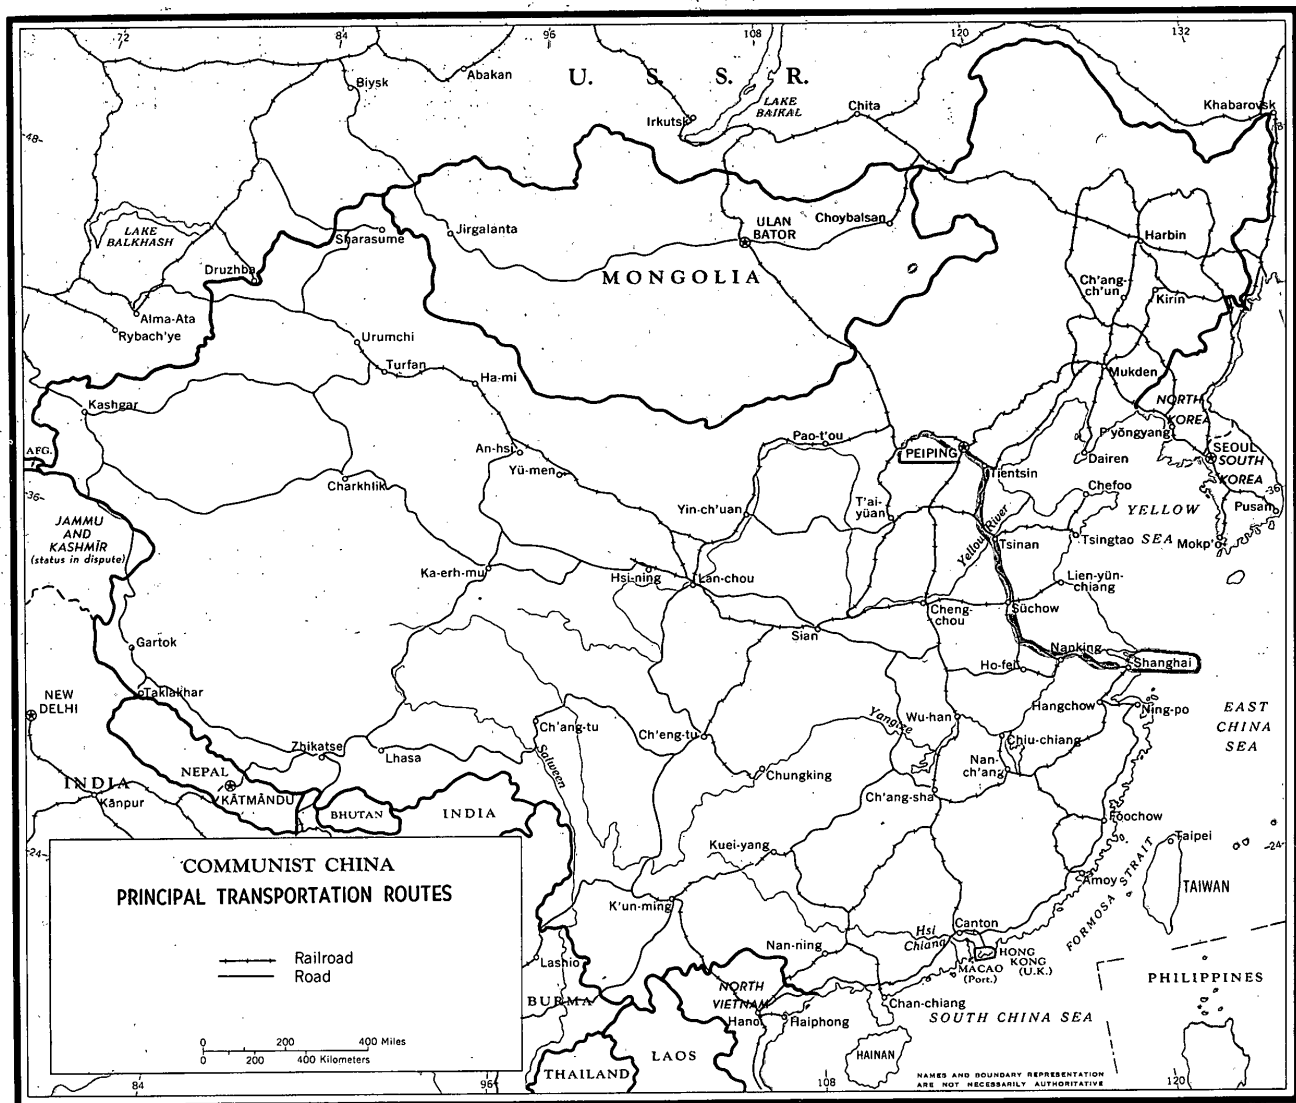 72
84
96
108
120
132
U. S. S. R.
Biysk
Abakan
LAKE
BAIKAL
Irkutsk
Chita
Khabarovsk
48
LAKE
BALKHASH
Sharasume
Jirgalanta
ULAN
BATOR
Choybalsan
Harbin
Druzhba
MONGOLIA
Ch'ang-
ch'un
Kirin
Alma-Ata
Rybach'ye
Urumchi
Turfan
Ha-mi
Mukden
Kashgar
NORTH
KOREA
P'yŏngyang
Pao-t'ou
AFG.
An-hsi
PEIPING
SEOUL
SOUTH
KOREA
Dairen
Yü-men
Tientsin
Charkhlik
Chefoo
36
36
T'ai-
yüan
Yin-ch'uan
YELLOW
SEA
Pusan
JAMMU
AND
KASHMĪR
(status in dispute)
Yellow River
Tsinan
Tsingtao
Mokp'o
Ka-erh-mu
Hsi-ning
Lan-chou
Lien-yün-
chiang
Cheng-
chou
Süchow
Sian
Gartok
Nanking
Ho-fei
Shanghai
NEW
DELHI
Taklakhar
Hangchow
Ning-po
EAST
CHINA
SEA
Yangtze
Wu-han
Ch'ang-tu
Ch'eng-tu
Chiu-chiang
Zhikatse
Lhasa
Salween
Nan-
ch'ang
NEPAL
Chungking
INDIA
KĀTMĀNDU
Kānpur
Ch'ang-sha
BHUTAN
INDIA
Foochow
Taipei
24
24
Kuei-yang
COMMUNIST CHINA
PRINCIPAL TRANSPORTATION ROUTES
Amoy
FORMOSA STRAIT
TAIWAN
K'un-ming
Canton
Hsi
Chiang
Nan-ning
HONG
KONG
(U.K.)
MACAO
(Port.)
Railroad
Road
Lashio
PHILIPPINES
BURMA
NORTH
VIETNAM
Chan-chiang
Hanoi
Haiphong
SOUTH CHINA SEA
0 200 400 Miles
0 200 400 Kilometers
LAOS
HAINAN
THAILAND
NAMES AND BOUNDARY REPRESENTATION
ARE NOT NECESSARILY AUTHORITATIVE
84
96
108
120